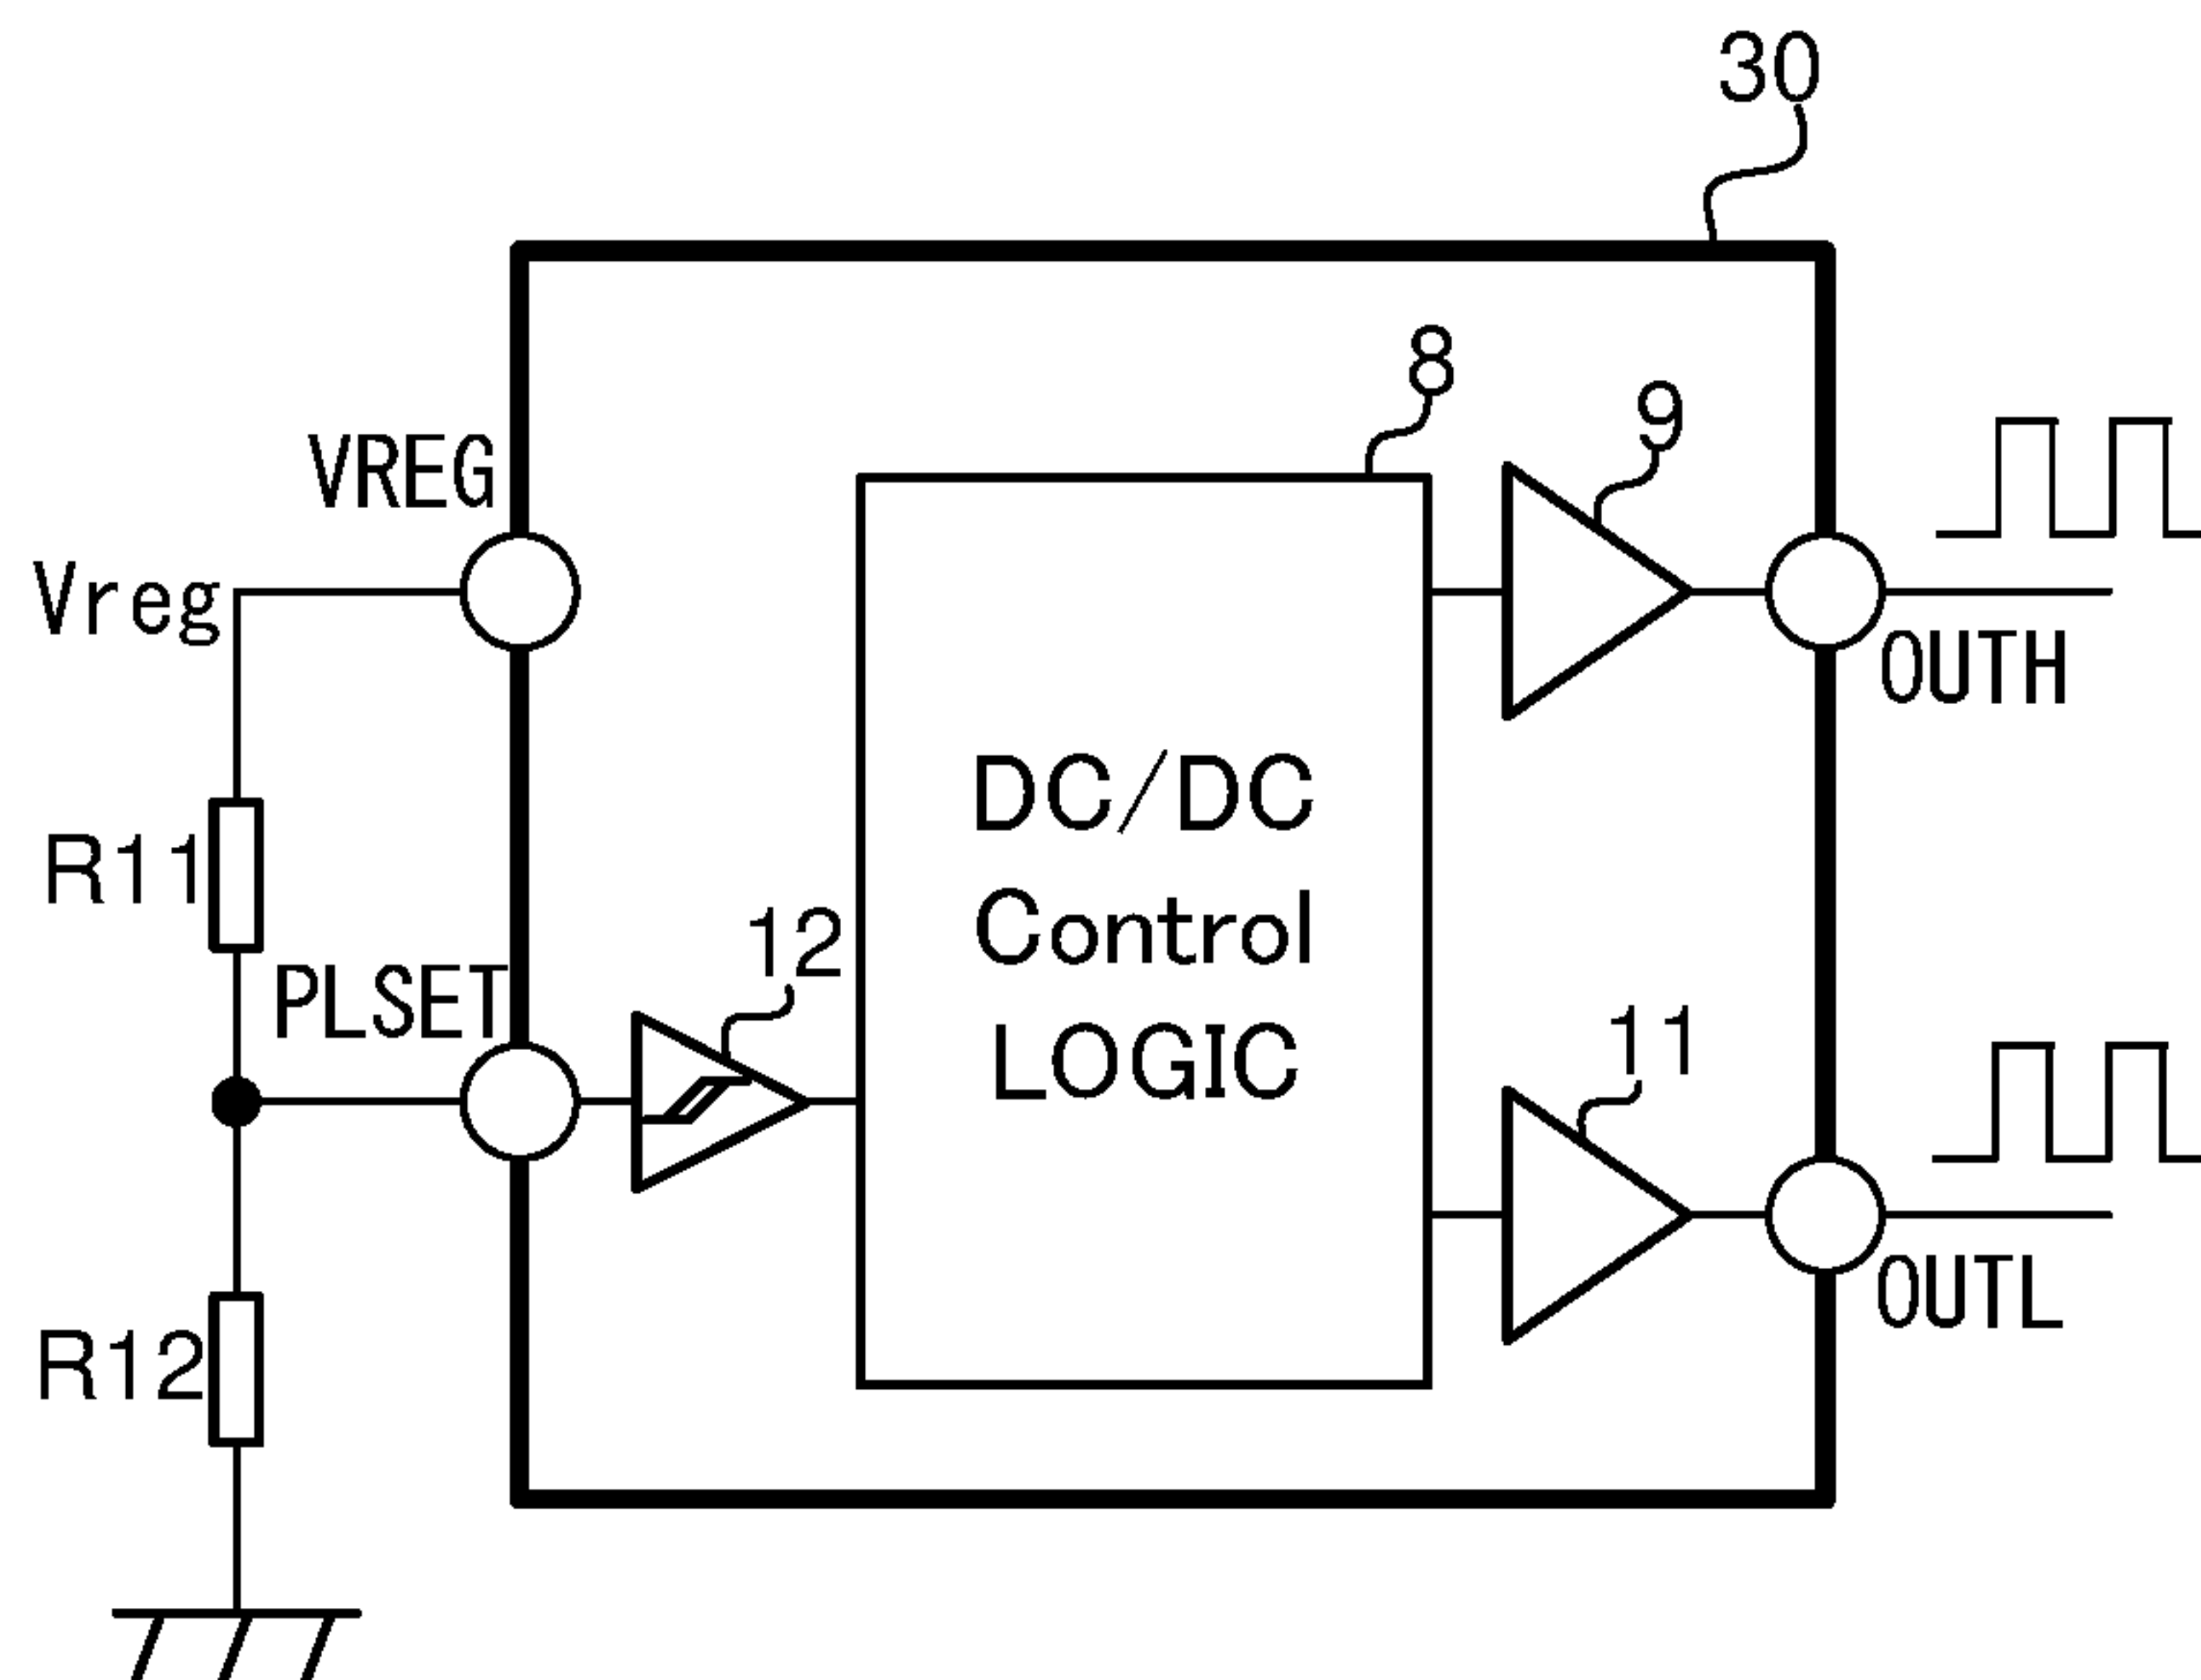 30
8
9
VREG
Vreg
OUTH
DC/DC
Control
LOGIC
R11
12
PLSET
11
OUTL
R12